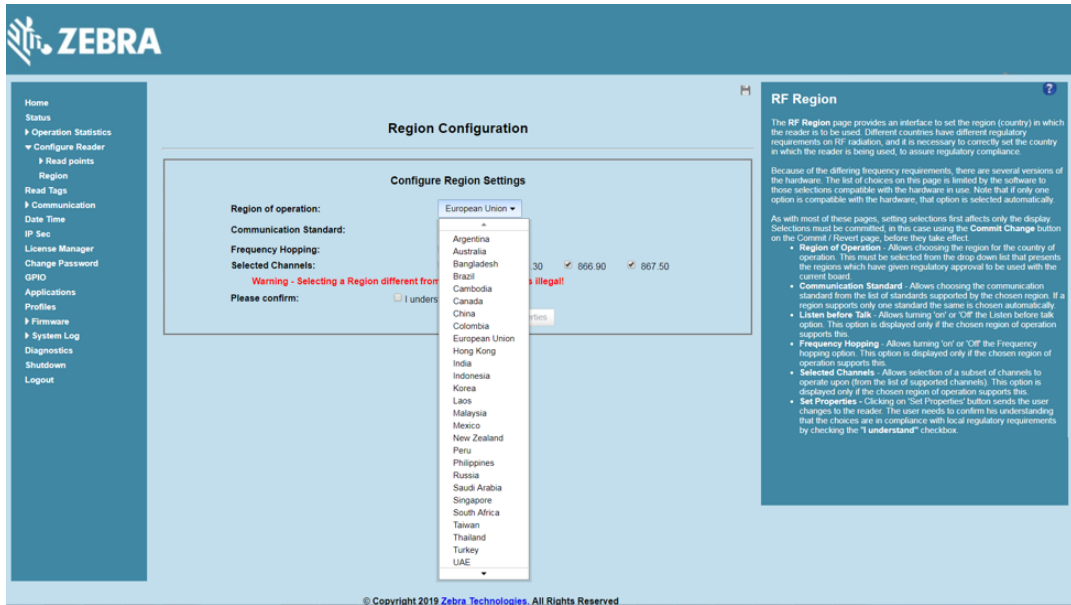 ZEBRA
Home
Status
Operation Statistics
Configure Reader
Read points
Region
Read Tags
Communication
Date Time
IP Sec
License Manager
Change Password
GPIO
Applications
Profiles
Firmware
System Log
Diagnostics
Shutdown
Logout
Region Configuration
Configure Region Settings
Region of operation:
European Union
Communication Standard:
Frequency Hopping:
Selected Channels:
.30
866.90
867.50
Warning - Selecting a Region different from
s illegal!
Please confirm:
I unders
rties
Argentina
Australia
Bangladesh
Brazil
Cambodia
Canada
China
Colombia
European Union
Hong Kong
India
Indonesia
Korea
Laos
Malaysia
Mexico
New Zealand
Peru
Philippines
Russia
Saudi Arabia
Singapore
South Africa
Taiwan
Thailand
Turkey
UAE
RF Region
?
The RF Region page provides an interface to set the region (country) in which
the reader is to be used. Different countries have different regulatory
requirements on RF radiation, and it is necessary to correctly set the country
in which the reader is being used, to assure regulatory compliance.
Because of the differing frequency requirements, there are several versions of
the hardware. The list of choices on this page is limited by the software to
those selections compatible with the hardware in use. Note that if only one
option is compatible with the hardware, that option is selected automatically.
As with most of these pages, setting selections first affects only the display.
Selections must be committed, in this case using the Commit Change button
on the Commit / Revert page, before they take effect.
• Region of Operation - Allows choosing the region for the country of
operation. This must be selected from the drop down list that presents
the regions which have given regulatory approval to be used with the
current board.
• Communication Standard - Allows choosing the communication
standard from the list of standards supported by the chosen region. If a
region supports only one standard the same is chosen automatically.
• Listen before Talk - Allows turning 'on' or 'Off' the Listen before talk
option. This option is displayed only if the chosen region of operation
supports this.
• Frequency Hopping - Allows turning 'on' or 'Off' the Frequency
hopping option. This option is displayed only if the chosen region of
operation supports this.
• Selected Channels - Allows selection of a subset of channels to
operate upon (from the list of supported channels). This option is
displayed only if the chosen region of operation supports this.
• Set Properties - Clicking on 'Set Properties' button sends the user
changes to the reader. The user needs to confirm his understanding
that the choices are in compliance with local regulatory requirements
by checking the "I understand" checkbox.
© Copyright 2019 Zebra Technologies. All Rights Reserved